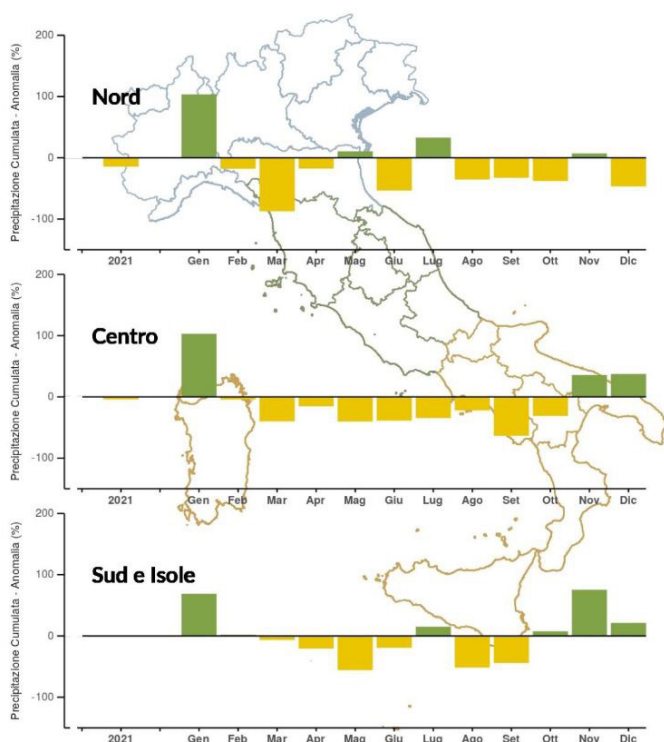 Precipitazione Cumulata - Anomalia (%)
200
100
0
-100
Nord
2021 Gen Feb Mar Apr Mag Giu Lug Ago Set Ott Nov Dic
Precipitazione Cumulata - Anomalia (%)
200
100
0
-100
Centro
2021 Gen Feb Mar Apr Mag Giu Lug Ago Set Ott Nov Dic
Precipitazione Cumulata - Anomalia (%)
200
100
0
-100
Sud e Isole
2021 Gen Feb Mar Apr Mag Giu Lug Ago Set Ott Nov Dic